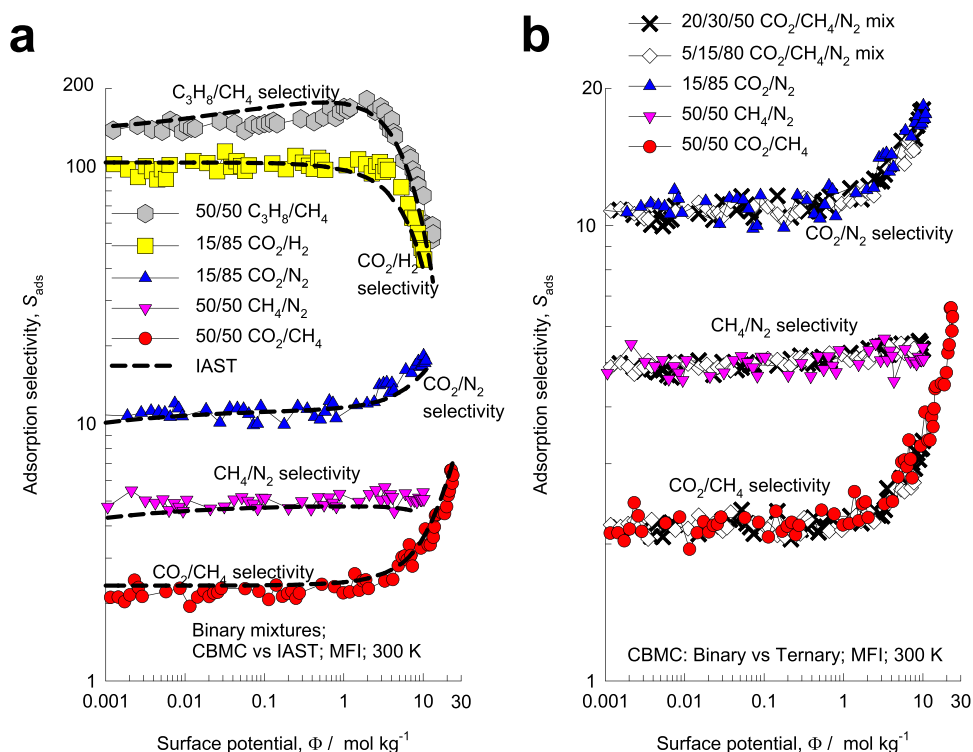 a
200
100
10
1
0.001
0.01
0.1
1
10
30
Adsorption selectivity, S_ads
Surface potential, Φ / mol kg⁻¹
C₃H₈/CH₄ selectivity
50/50 C₃H₈/CH₄
15/85 CO₂/H₂
15/85 CO₂/N₂
50/50 CH₄/N₂
50/50 CO₂/CH₄
IAST
CO₂/H₂
selectivity
CO₂/N₂
selectivity
CH₄/N₂ selectivity
CO₂/CH₄ selectivity
Binary mixtures;
CBMC vs IAST; MFI; 300 K
b
20/30/50 CO₂/CH₄/N₂ mix
5/15/80 CO₂/CH₄/N₂ mix
15/85 CO₂/N₂
50/50 CH₄/N₂
50/50 CO₂/CH₄
20
10
1
0.001
0.01
0.1
1
10
30
Adsorption selectivity, S_ads
Surface potential, Φ / mol kg⁻¹
CO₂/N₂ selectivity
CH₄/N₂ selectivity
CO₂/CH₄ selectivity
CBMC: Binary vs Ternary; MFI; 300 K